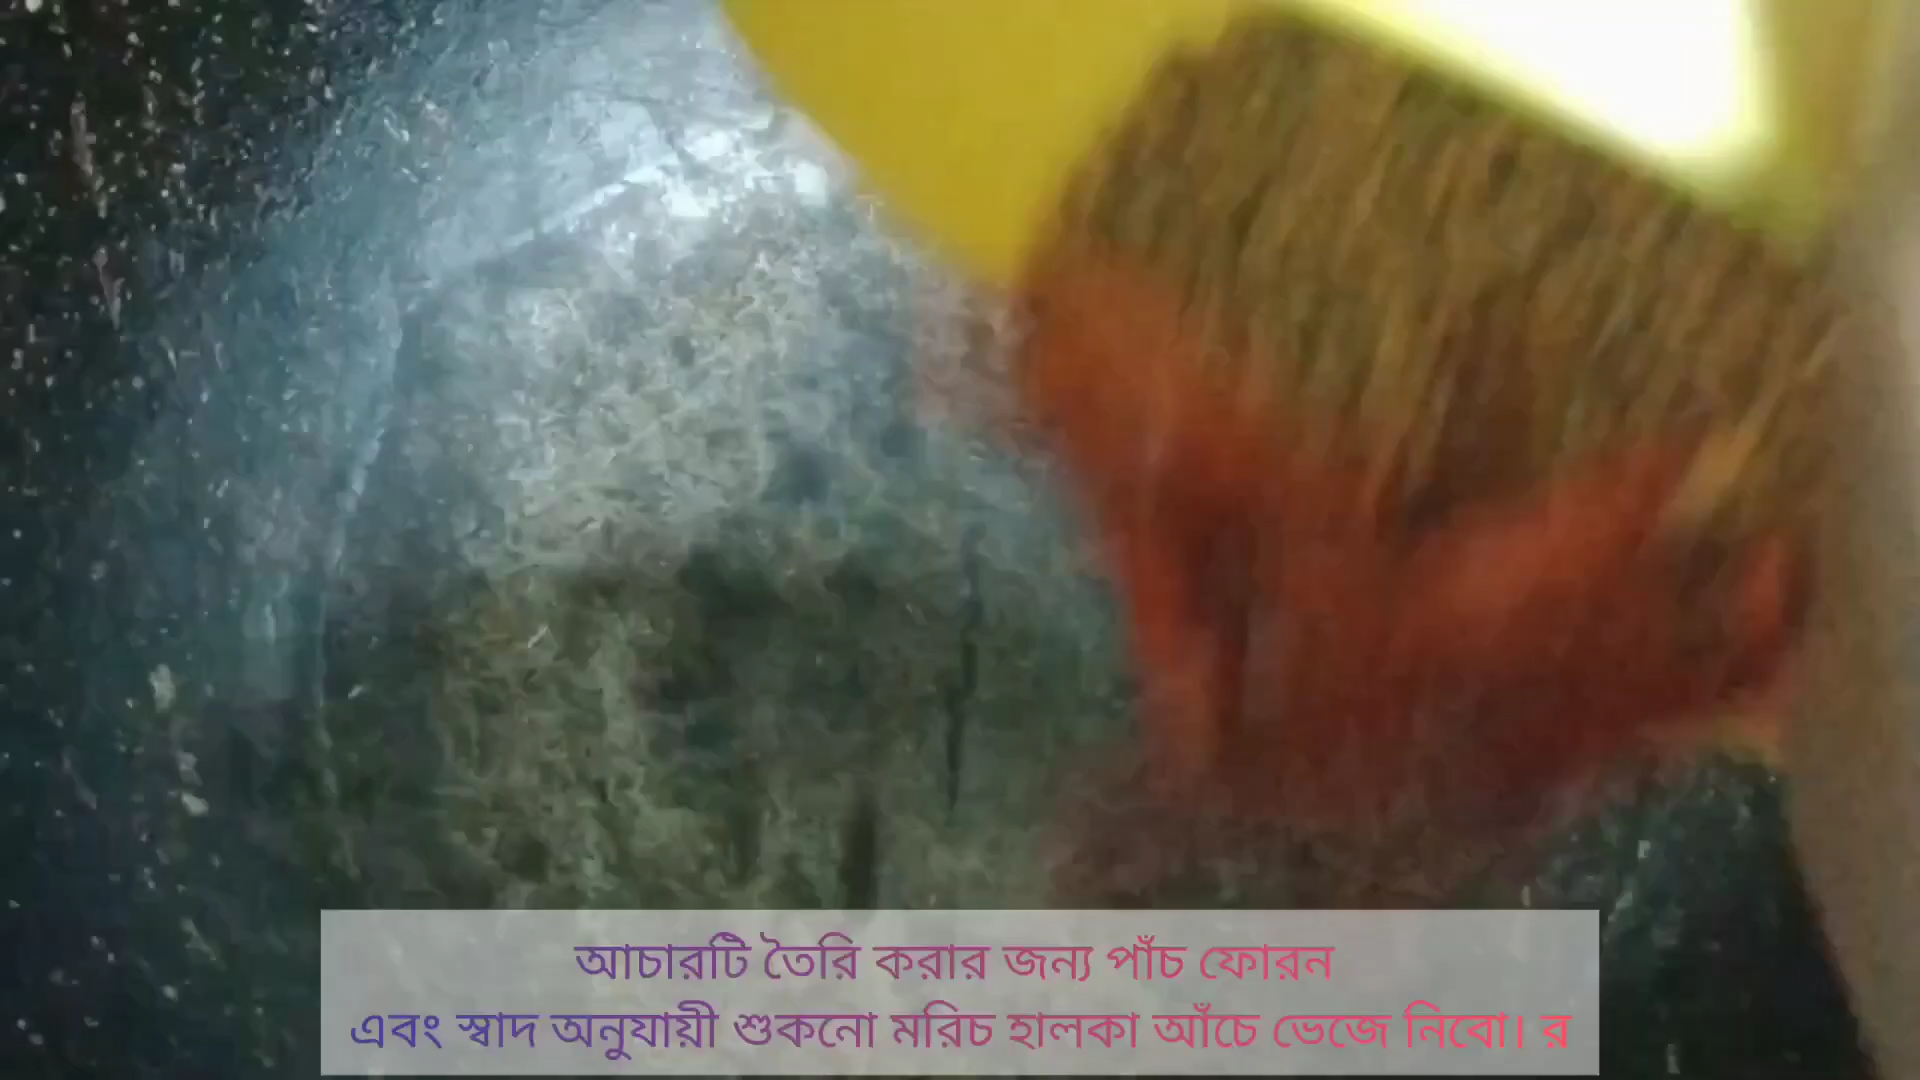 আচারটি তৈরি করার জন্য পাঁচ ফোরন
এবং স্বাদ অনুযায়ী শুকনো মরিচ হালকা আঁচে ভেজে নিবো। র